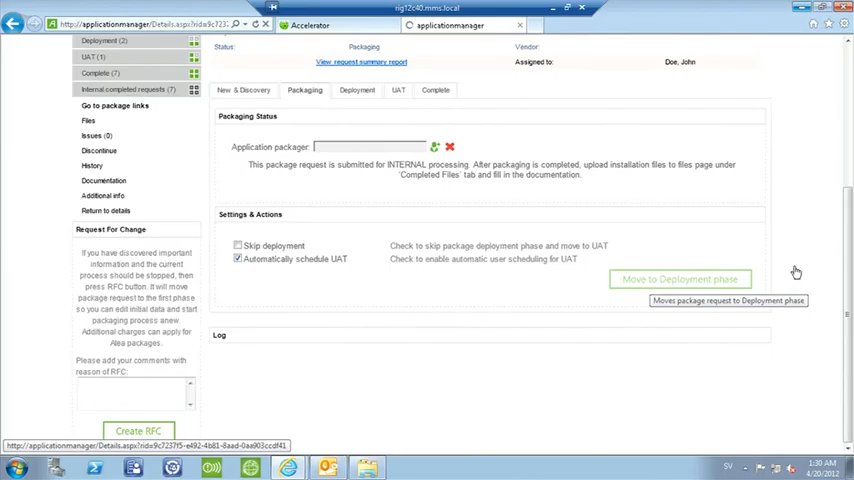 rig12c40.mms.local
http://applicationmanager/Details.aspx?rid=9c7237
Accelerator
applicationmanager
Deployment (2)
UAT (1)
Complete (7)
Internal completed requests (7)
Go to package links
Files
Issues (0)
Discontinue
History
Documentation
Additional info
Return to details
Request For Change
If you have discovered important
information and the current
process should be stopped, then
press RFC button. It will move
package request to the first phase
so you can edit initial data and start
packaging process anew.
Additional charges can apply for
Atea packages.
Please add your comments with
reason of RFC:
Create RFC
Status:
Packaging
Vendor:
View request summary report
Assigned to:
Doe, John
New & Discovery
Packaging
Deployment
UAT
Complete
Packaging Status
Application packager:
This package request is submitted for INTERNAL processing. After packaging is completed, upload installation files to files page under
'Completed Files' tab and fill in the documentation.
Settings & Actions
Skip deployment
Check to skip package deployment phase and move to UAT
Automatically schedule UAT
Check to enable automatic user scheduling for UAT
Move to Deployment phase
Moves package request to Deployment phase
Log
http://applicationmanager/Details.aspx?rid=9c7237f5-e492-4b81-8aad-0aa903ccdf41
SV
1:30 AM
4/20/2012